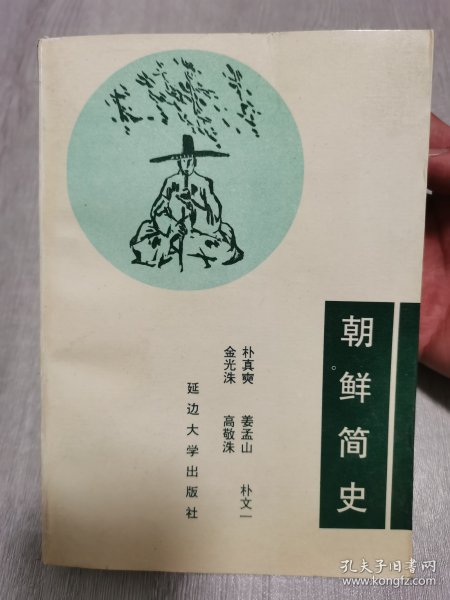 朝鲜简史
朴真奭 姜孟山 朴文一
金光洙 高敬洙
延边大学出版社
孔夫子旧书网
www.kongfz.com